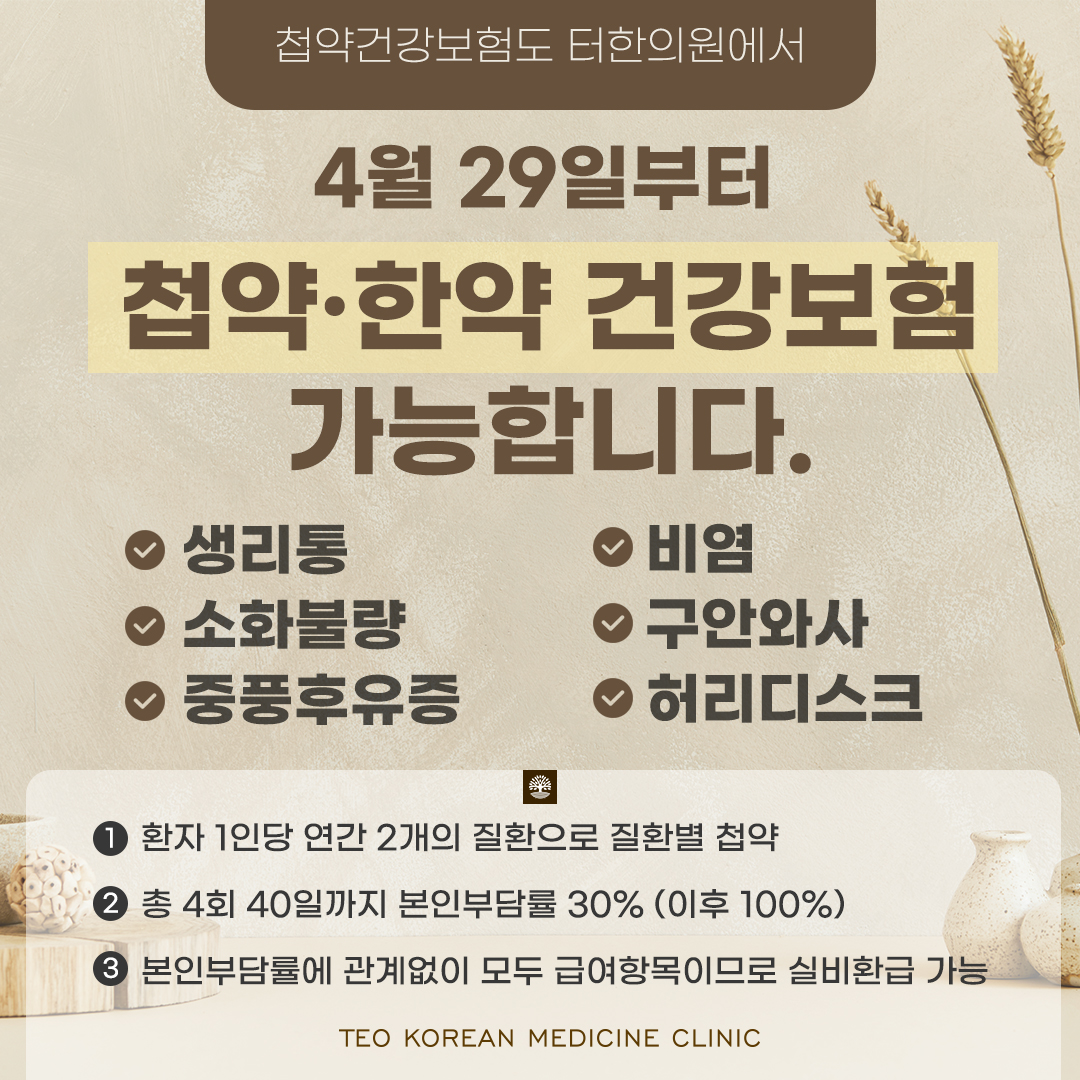 첩약건강보험도 터한의원에서
4월 29일부터
첩약·한약 건강보험
가능합니다.
생리통
비염
소화불량
구안와사
중풍후유증
허리디스크
1 환자 1인당 연간 2개의 질환으로 질환별 첩약
2 총 4회 40일까지 본인부담률 30% (이후 100%)
3 본인부담률에 관계없이 모두 급여항목이므로 실비환급 가능
TEO KOREAN MEDICINE CLINIC